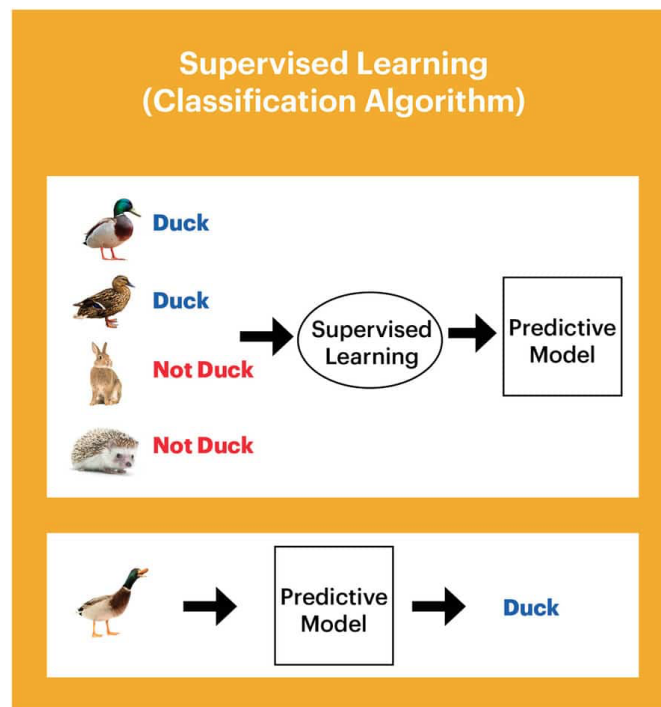 Supervised Learning
(Classification Algorithm)
Duck
Duck
Not Duck
Not Duck
Supervised
Learning
Predictive
Model
Predictive
Model
Duck